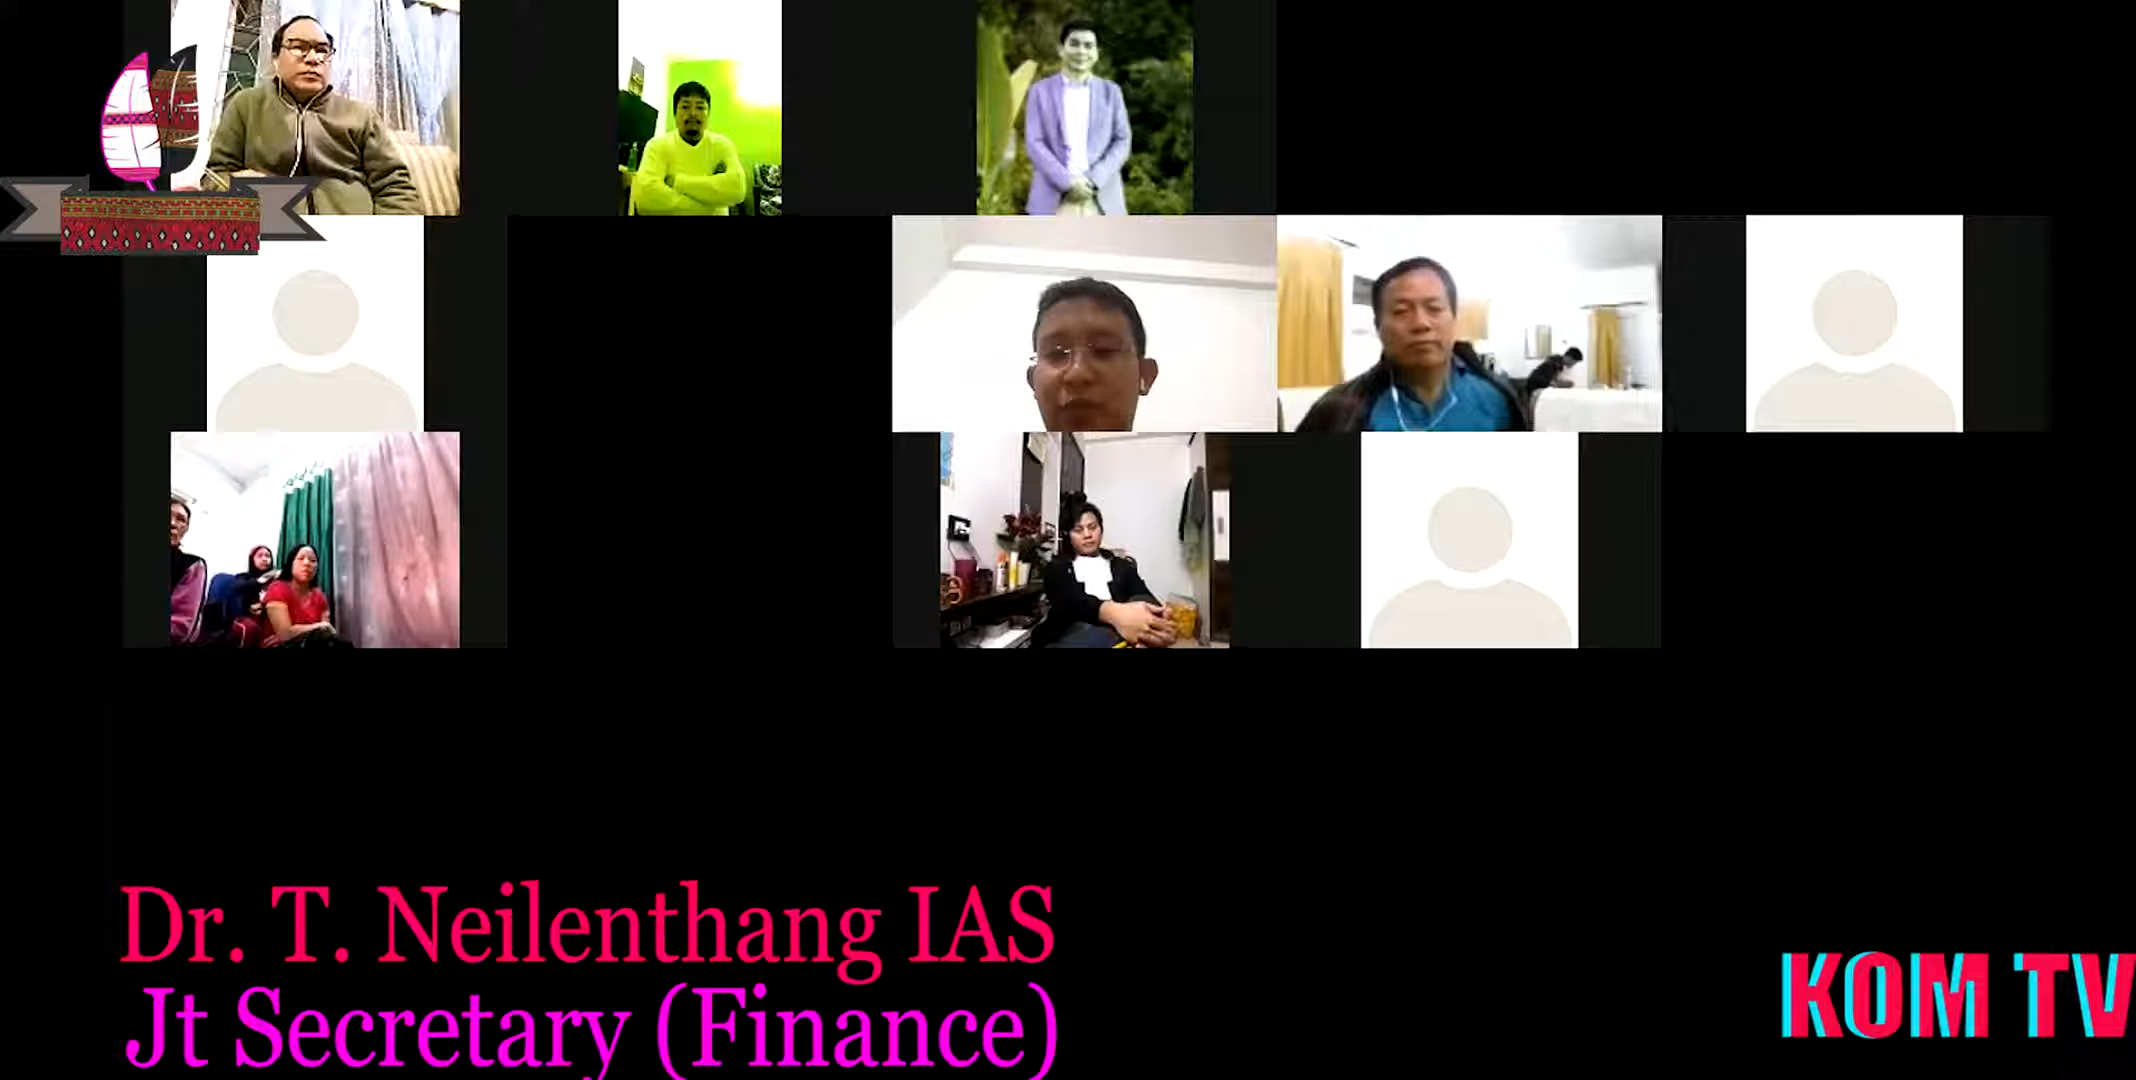 Dr. T. Neilenthang IAS
Jt Secretary (Finance)
KOM TV